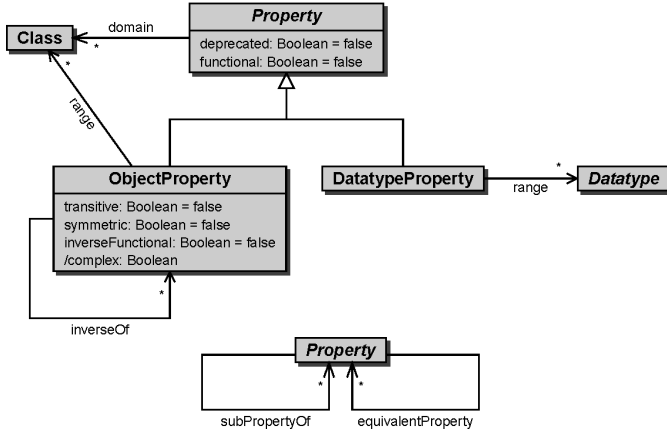 Property
domain
Class
*
deprecated: Boolean = false
functional: Boolean = false
*
range
ObjectProperty
DatatypeProperty
*
Datatype
range
transitive: Boolean = false
symmetric: Boolean = false
inverseFunctional: Boolean = false
/complex: Boolean
*
inverseOf
Property
*
*
subPropertyOf
equivalentProperty